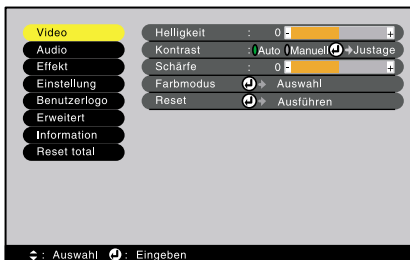 Video
Audio
Effekt
Einstellung
Benutzerlogo
Erweitert
Information
Reset total
Helligkeit : 0 - +
Kontrast : Auto Manuell Justage
Schärfe : 0 - +
Farbmodus Auswahl
Reset Ausführen
: Auswahl : Eingeben